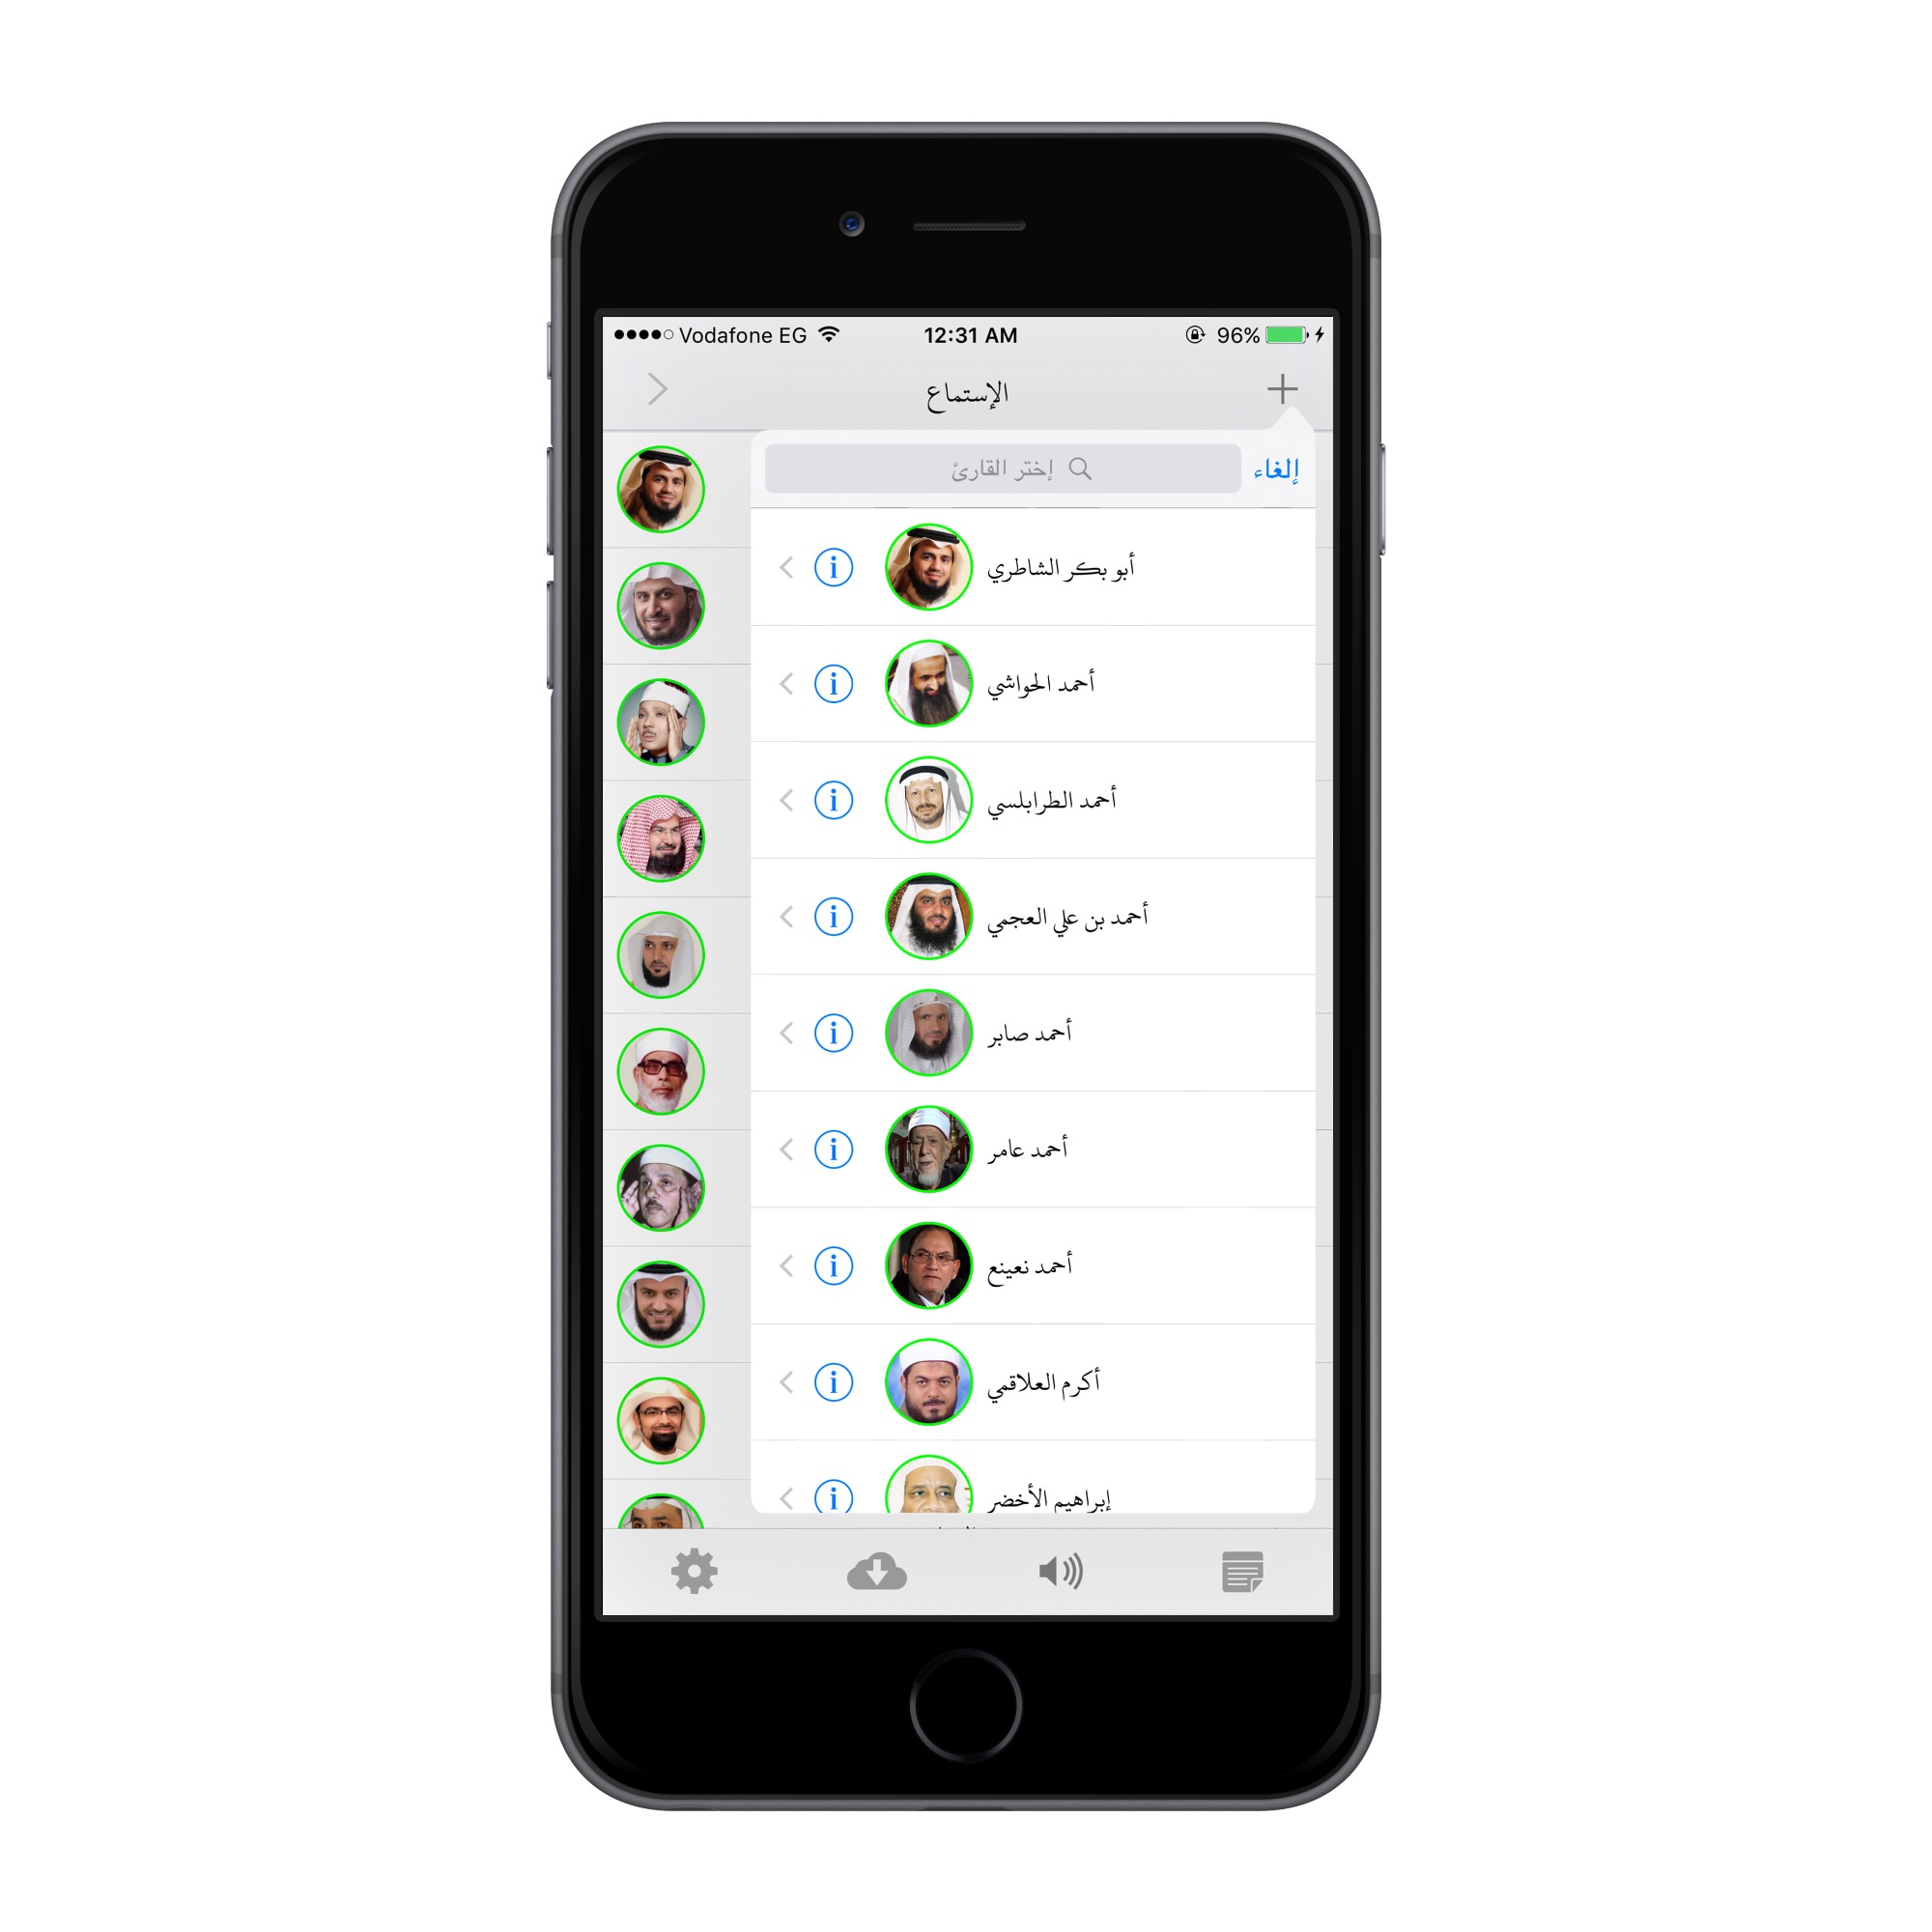 Vodafone EG 12:31 AM 96%
الإستماع
إلغاء إختر القارئ
أبو بكر الشاطري
أحمد الحواشي
أحمد الطرابلسي
أحمد بن علي العجمي
أحمد صابر
أحمد عامر
أحمد نعينع
أكرم العلاقمي
إبراهيم الأخضر